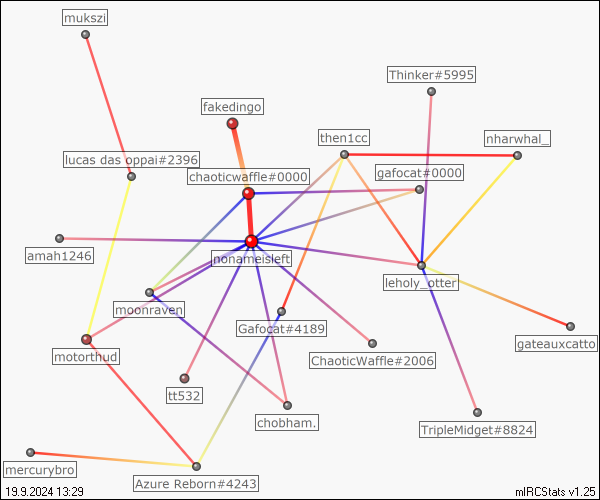 mukszi
Thinker#5995
fakedingo
then1cc
nharwhal_
lucas das oppai#2396
chaoticwaffle#0000
gafocat#0000
amah1246
nonameisleft
leholy_otter
moonraven
Gafocat#4189
gateauxcatto
motorthud
ChaoticWaffle#2006
tt532
chobham.
TripleMidget#8824
mercurybro
Azure Reborn#4243
19.9.2024 13:29
mIRCStats v1.25